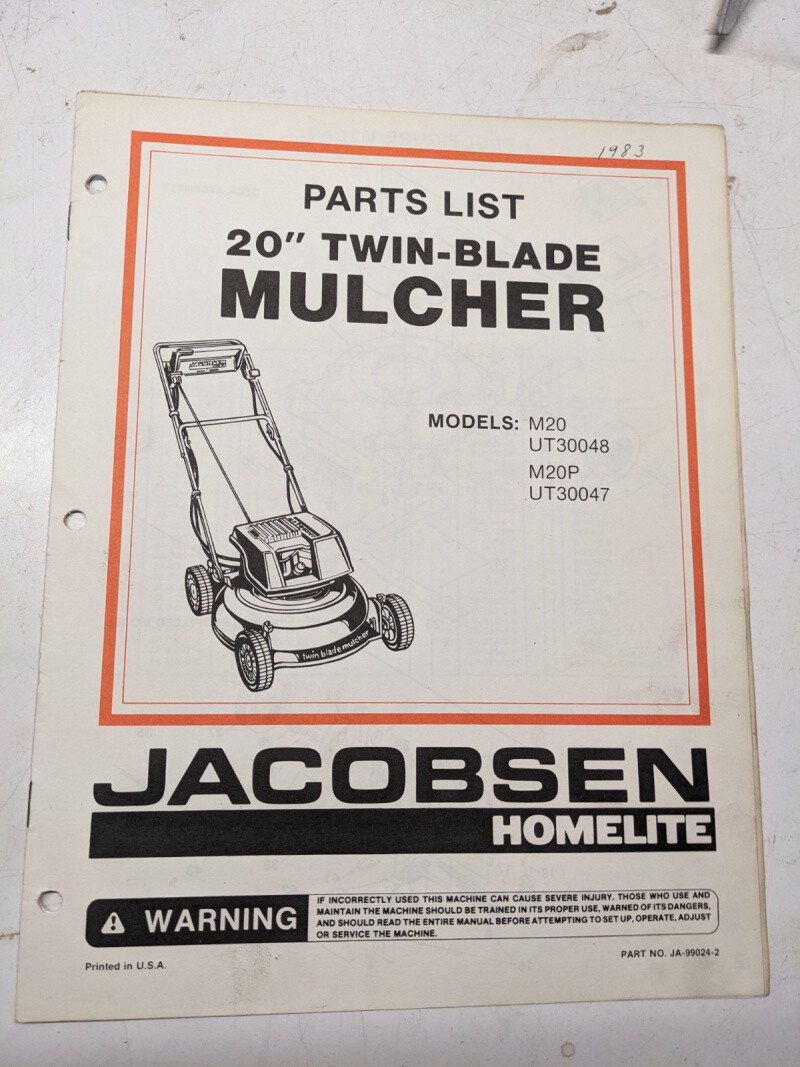 1983
PARTS LIST
20" TWIN-BLADE
MULCHER
MODELS: M20
UT30048
M20P
UT30047
twin blade mulcher
JACOBSEN
HOMELITE
WARNING
IF INCORRECTLY USED THIS MACHINE CAN CAUSE SEVERE INJURY. THOSE WHO USE AND
MAINTAIN THE MACHINE SHOULD BE TRAINED IN ITS PROPER USE, WARNED OF ITS DANGERS,
AND SHOULD READ THE ENTIRE MANUAL BEFORE ATTEMPTING TO SET UP, OPERATE, ADJUST
OR SERVICE THE MACHINE.
Printed in U.S.A.
PART NO. JA-99024-2